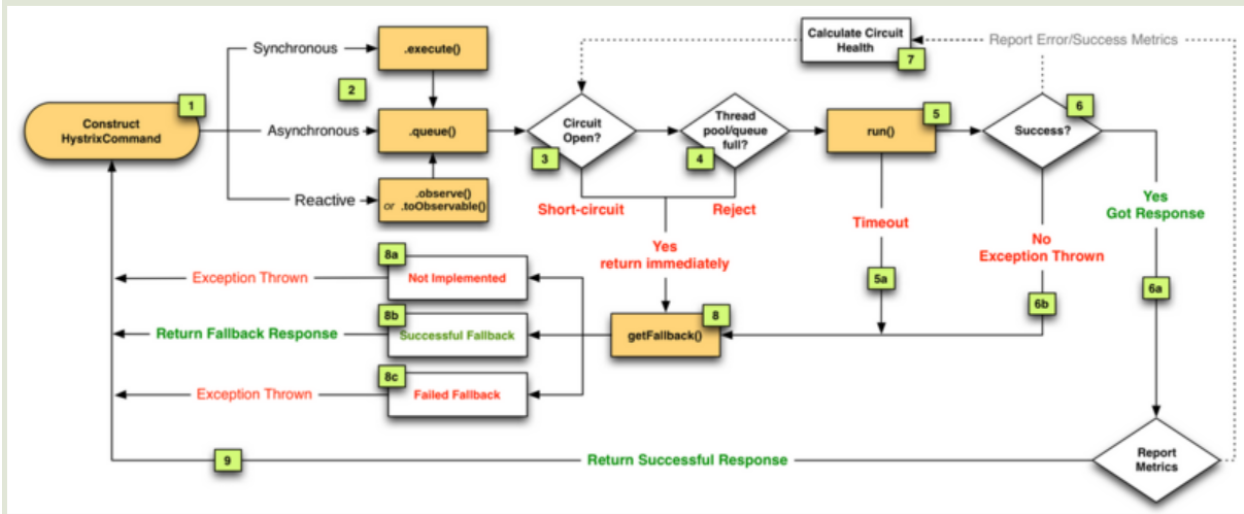 Calculate Circuit
Health
7
Report Error/Success Metrics
Synchronous
.execute()
2
1
Construct
HystrixCommand
Asynchronous
.queue()
Circuit
Open?
3
Thread
pool/queue
full?
4
run()
5
Success?
6
Reactive
.observe()
or .toObservable()
Short-circuit
Reject
Timeout
Yes
Got Response
Yes
return immediately
No
Exception Thrown
5a
6a
6b
8a
Exception Thrown
Not Implemented
8b
Return Fallback Response
Successful Fallback
getFallback()
8
8c
Exception Thrown
Failed Fallback
9
Return Successful Response
Report
Metrics